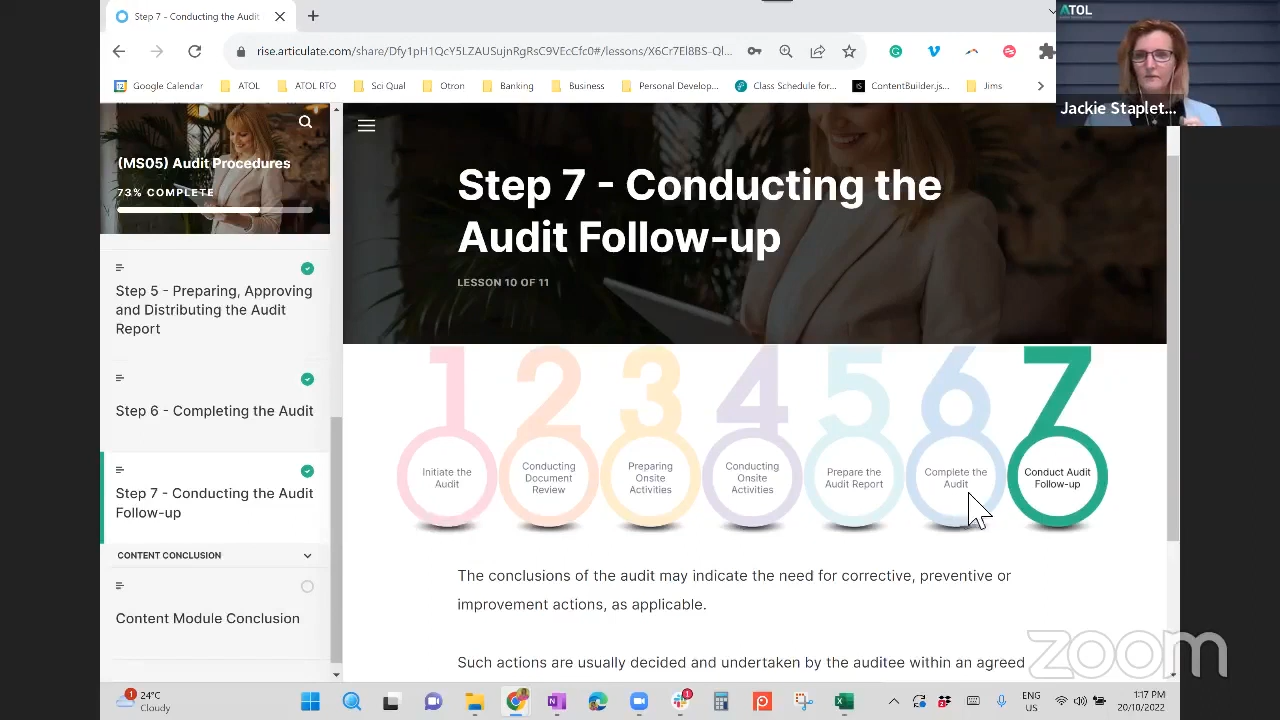 Step 7 - Conducting the Audit
rise.articulate.com/share/Dfy1pH1QcY5LZAUSujnRgRsC9VEcCfc0#/lessons/X6Cr7El8BS-Ql...
Google Calendar
ATOL
ATOL RTO
Sci Qual
Otron
Banking
Business
Personal Develop...
Class Schedule for...
ContentBuilder.js...
Jims
ATOL
Jackie Staplet...
(MS05) Audit Procedures
73% COMPLETE
Step 5 - Preparing, Approving
and Distributing the Audit
Report
Step 6 - Completing the Audit
Step 7 - Conducting the Audit
Follow-up
CONTENT CONCLUSION
Content Module Conclusion
Step 7 - Conducting the
Audit Follow-up
LESSON 10 OF 11
1 2 3 4 5 6 7
Initiate the
Audit
Conducting
Document
Review
Preparing
Onsite
Activities
Conducting
Onsite
Activities
Prepare the
Audit Report
Complete the
Audit
Conduct Audit
Follow-up
The conclusions of the audit may indicate the need for corrective, preventive or
improvement actions, as applicable.
Such actions are usually decided and undertaken by the auditee within an agreed
zoom
1
24°C
Cloudy
1
ENG
US
1:17 PM
20/10/2022